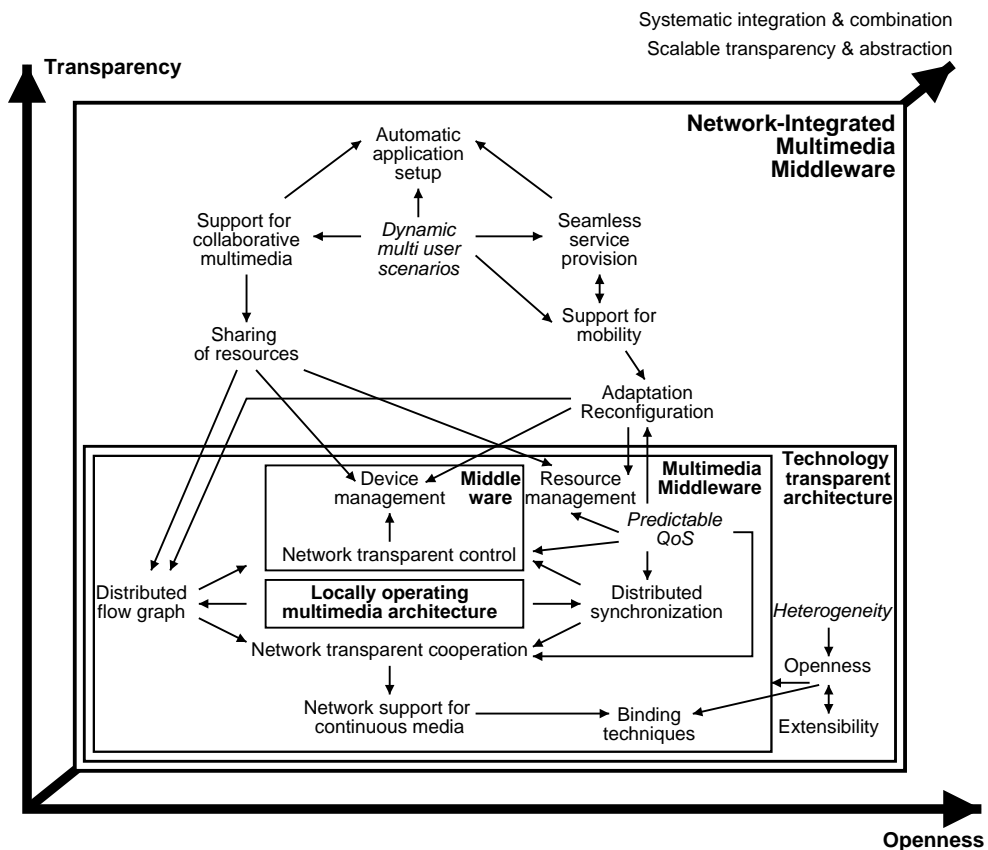 Systematic integration & combination
Scalable transparency & abstraction
Transparency
Network-Integrated
Multimedia
Middleware
Automatic
application
setup
Support for
collaborative
multimedia
Dynamic
multi user
scenarios
Seamless
service
provision
Support for
mobility
Sharing
of resources
Adaptation
Reconfiguration
Technology
transparent
architecture
Multimedia
Middleware
Middle
ware
Device
management
Resource
management
Predictable
QoS
Network transparent control
Distributed
flow graph
Locally operating
multimedia architecture
Distributed
synchronization
Heterogeneity
Network transparent cooperation
Openness
Network support for
continuous media
Binding
techniques
Extensibility
Openness